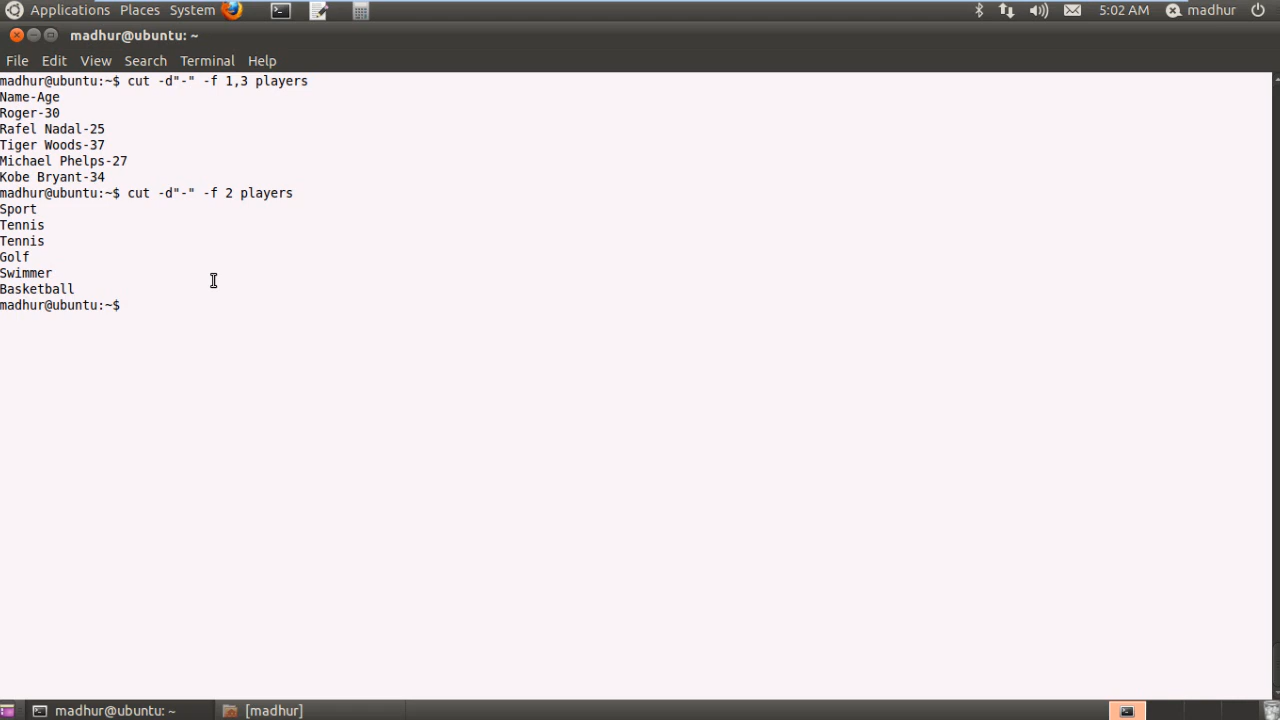 Applications Places System 5:02 AM madhur
madhur@ubuntu: ~
File Edit View Search Terminal Help
madhur@ubuntu:~$ cut -d"-" -f 1,3 players
Name-Age
Roger-30
Rafel Nadal-25
Tiger Woods-37
Michael Phelps-27
Kobe Bryant-34
madhur@ubuntu:~$ cut -d"-" -f 2 players
Sport
Tennis
Tennis
Golf
Swimmer
Basketball
madhur@ubuntu:~$
madhur@ubuntu: ~ [madhur]